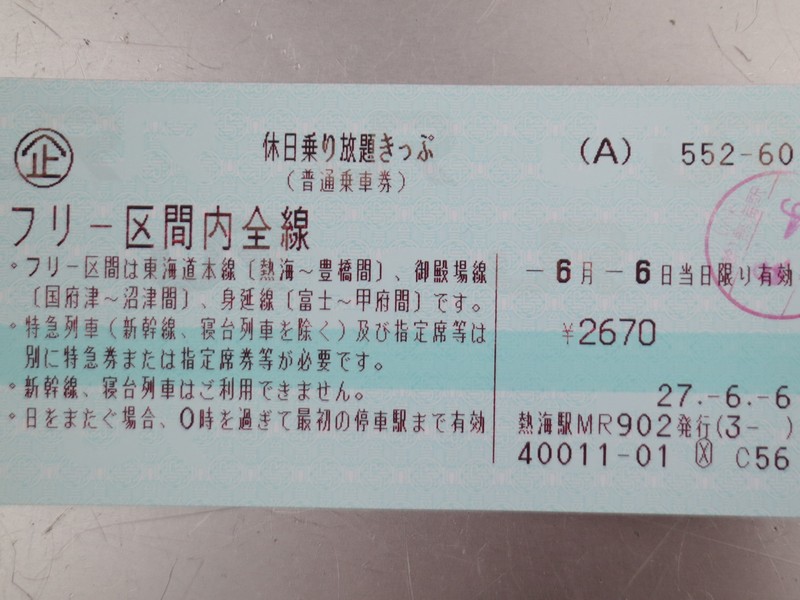 企 休日乗り放題きっぷ (A) 552-60
(普通乗車券)
フリー区間内全線
・フリー区間は東海道本線〔熱海～豊橋間〕、御殿場線
〔国府津～沼津間〕、身延線〔富士～甲府間〕です。
・特急列車(新幹線、寝台列車を除く)及び指定席等は
別に特急券または指定席券等が必要です。
・新幹線、寝台列車はご利用できません。
・日をまたぐ場合、0時を過ぎて最初の停車駅まで有効
-6月-6日当日限り有効
¥2670
27.-6.-6
熱海駅MR902発行(3- )
40011-01 X C56